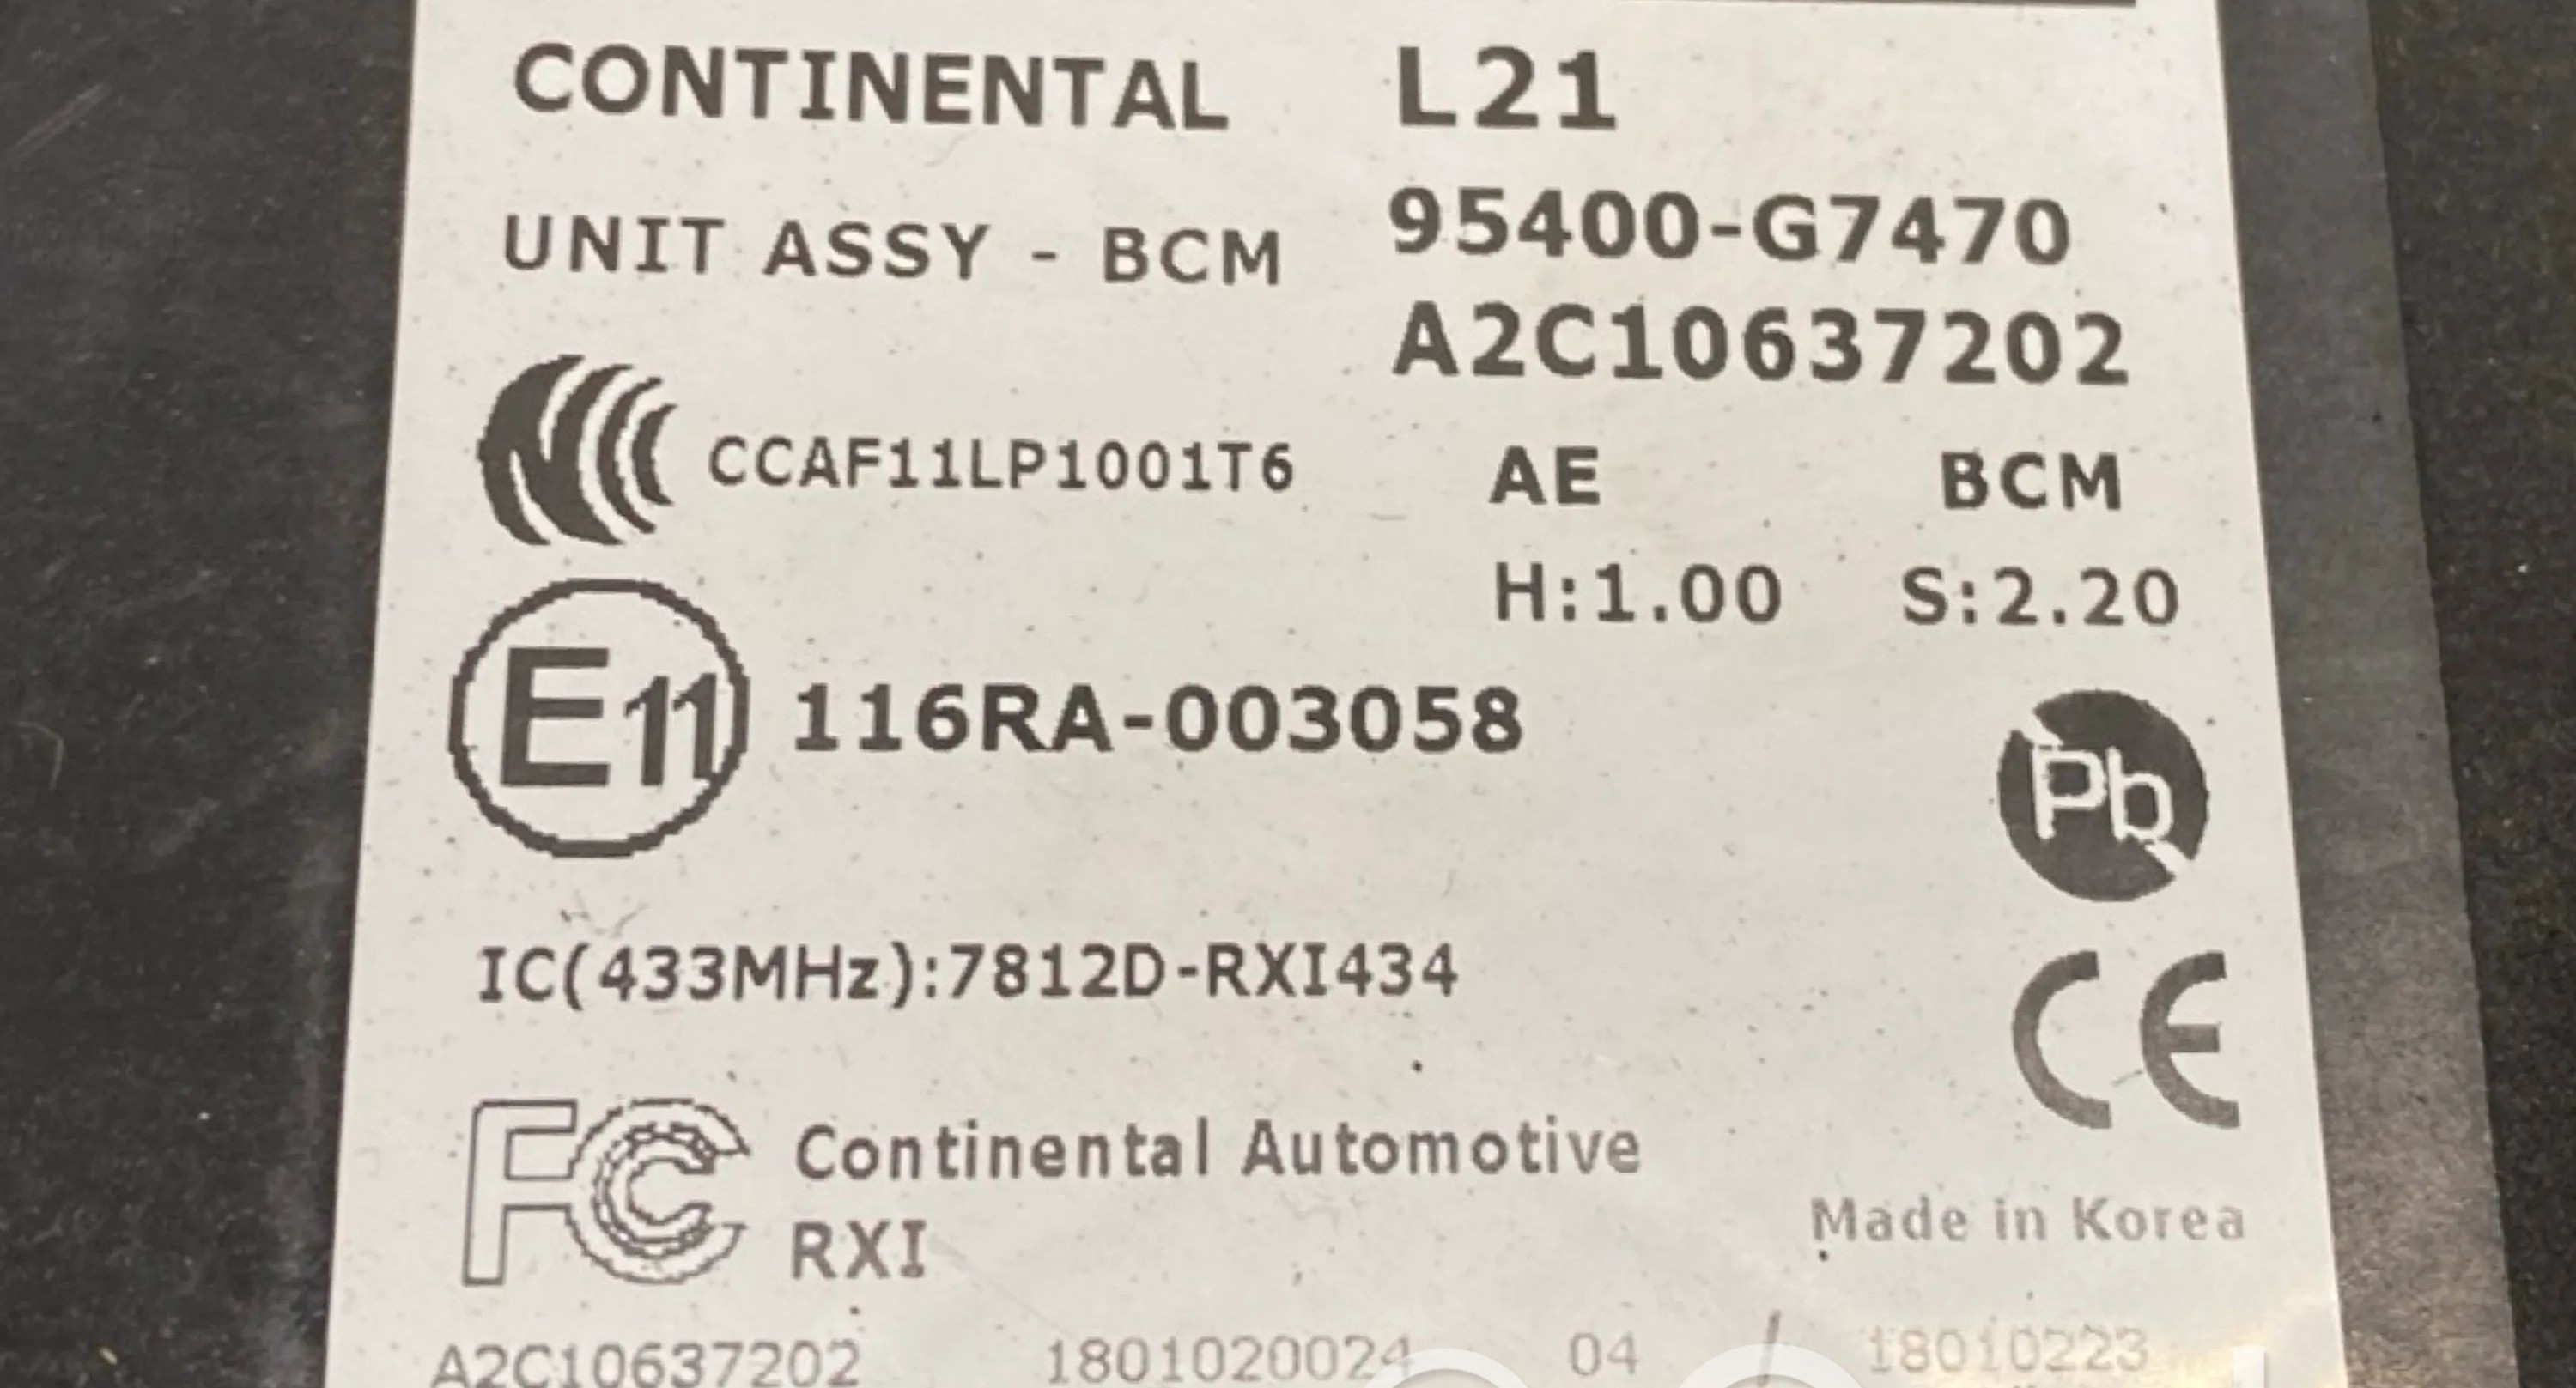 CONTINENTAL L21
UNIT ASSY - BCM 95400-G7470
A2C10637202
CCAF11LP1001T6 AE BCM
H:1.00 S:2.20
E11 116RA-003058
Pb
IC(433MHz):7812D-RXI434
CE
FC Continental Automotive
RXI
Made in Korea
A2C10637202 1801020024 04 / 18010223